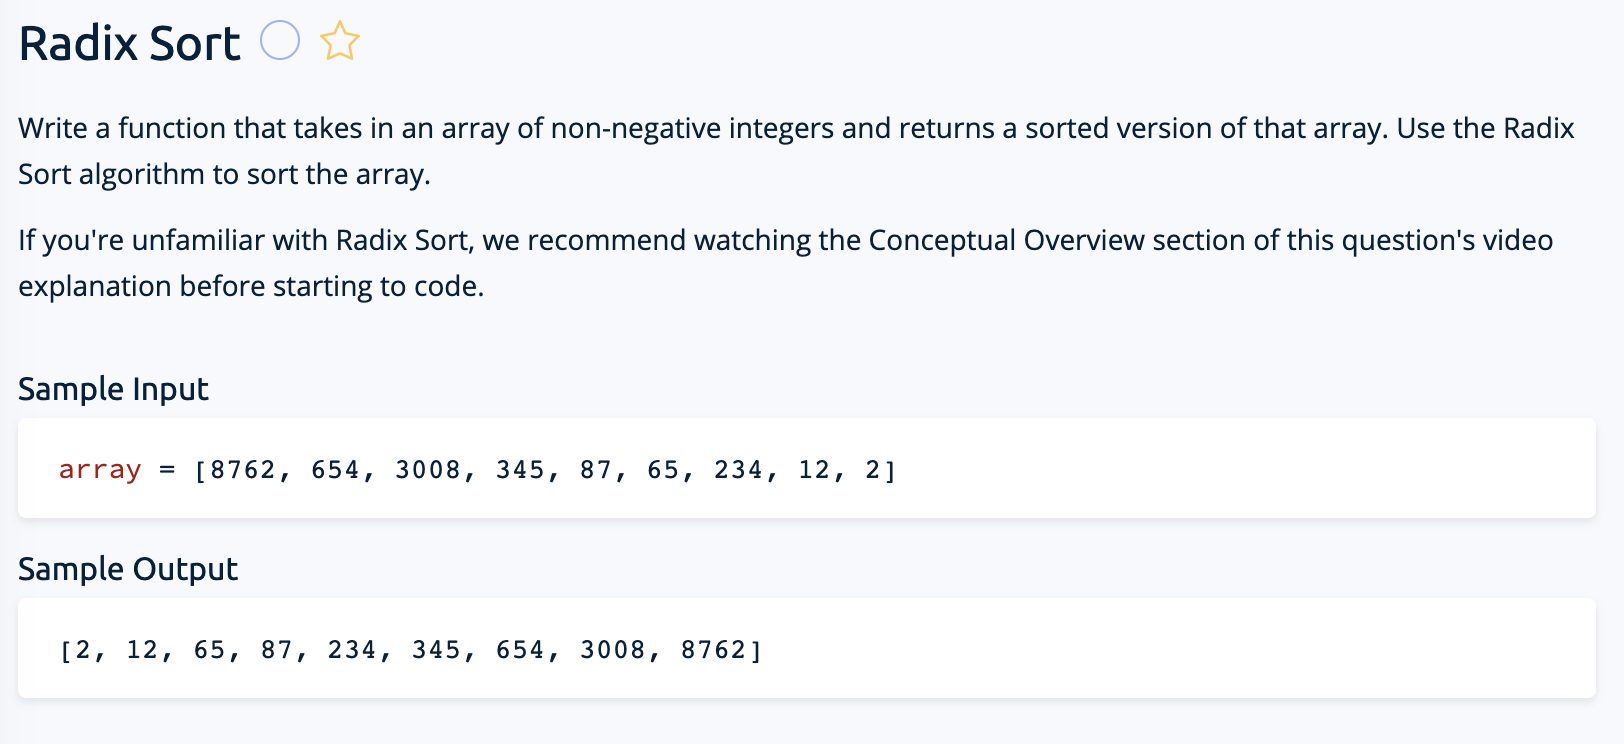 Radix Sort
Write a function that takes in an array of non-negative integers and returns a sorted version of that array. Use the Radix
Sort algorithm to sort the array.
If you're unfamiliar with Radix Sort, we recommend watching the Conceptual Overview section of this question's video
explanation before starting to code.
Sample Input
array = [8762, 654, 3008, 345, 87, 65, 234, 12, 2]
Sample Output
[2, 12, 65, 87, 234, 345, 654, 3008, 8762]